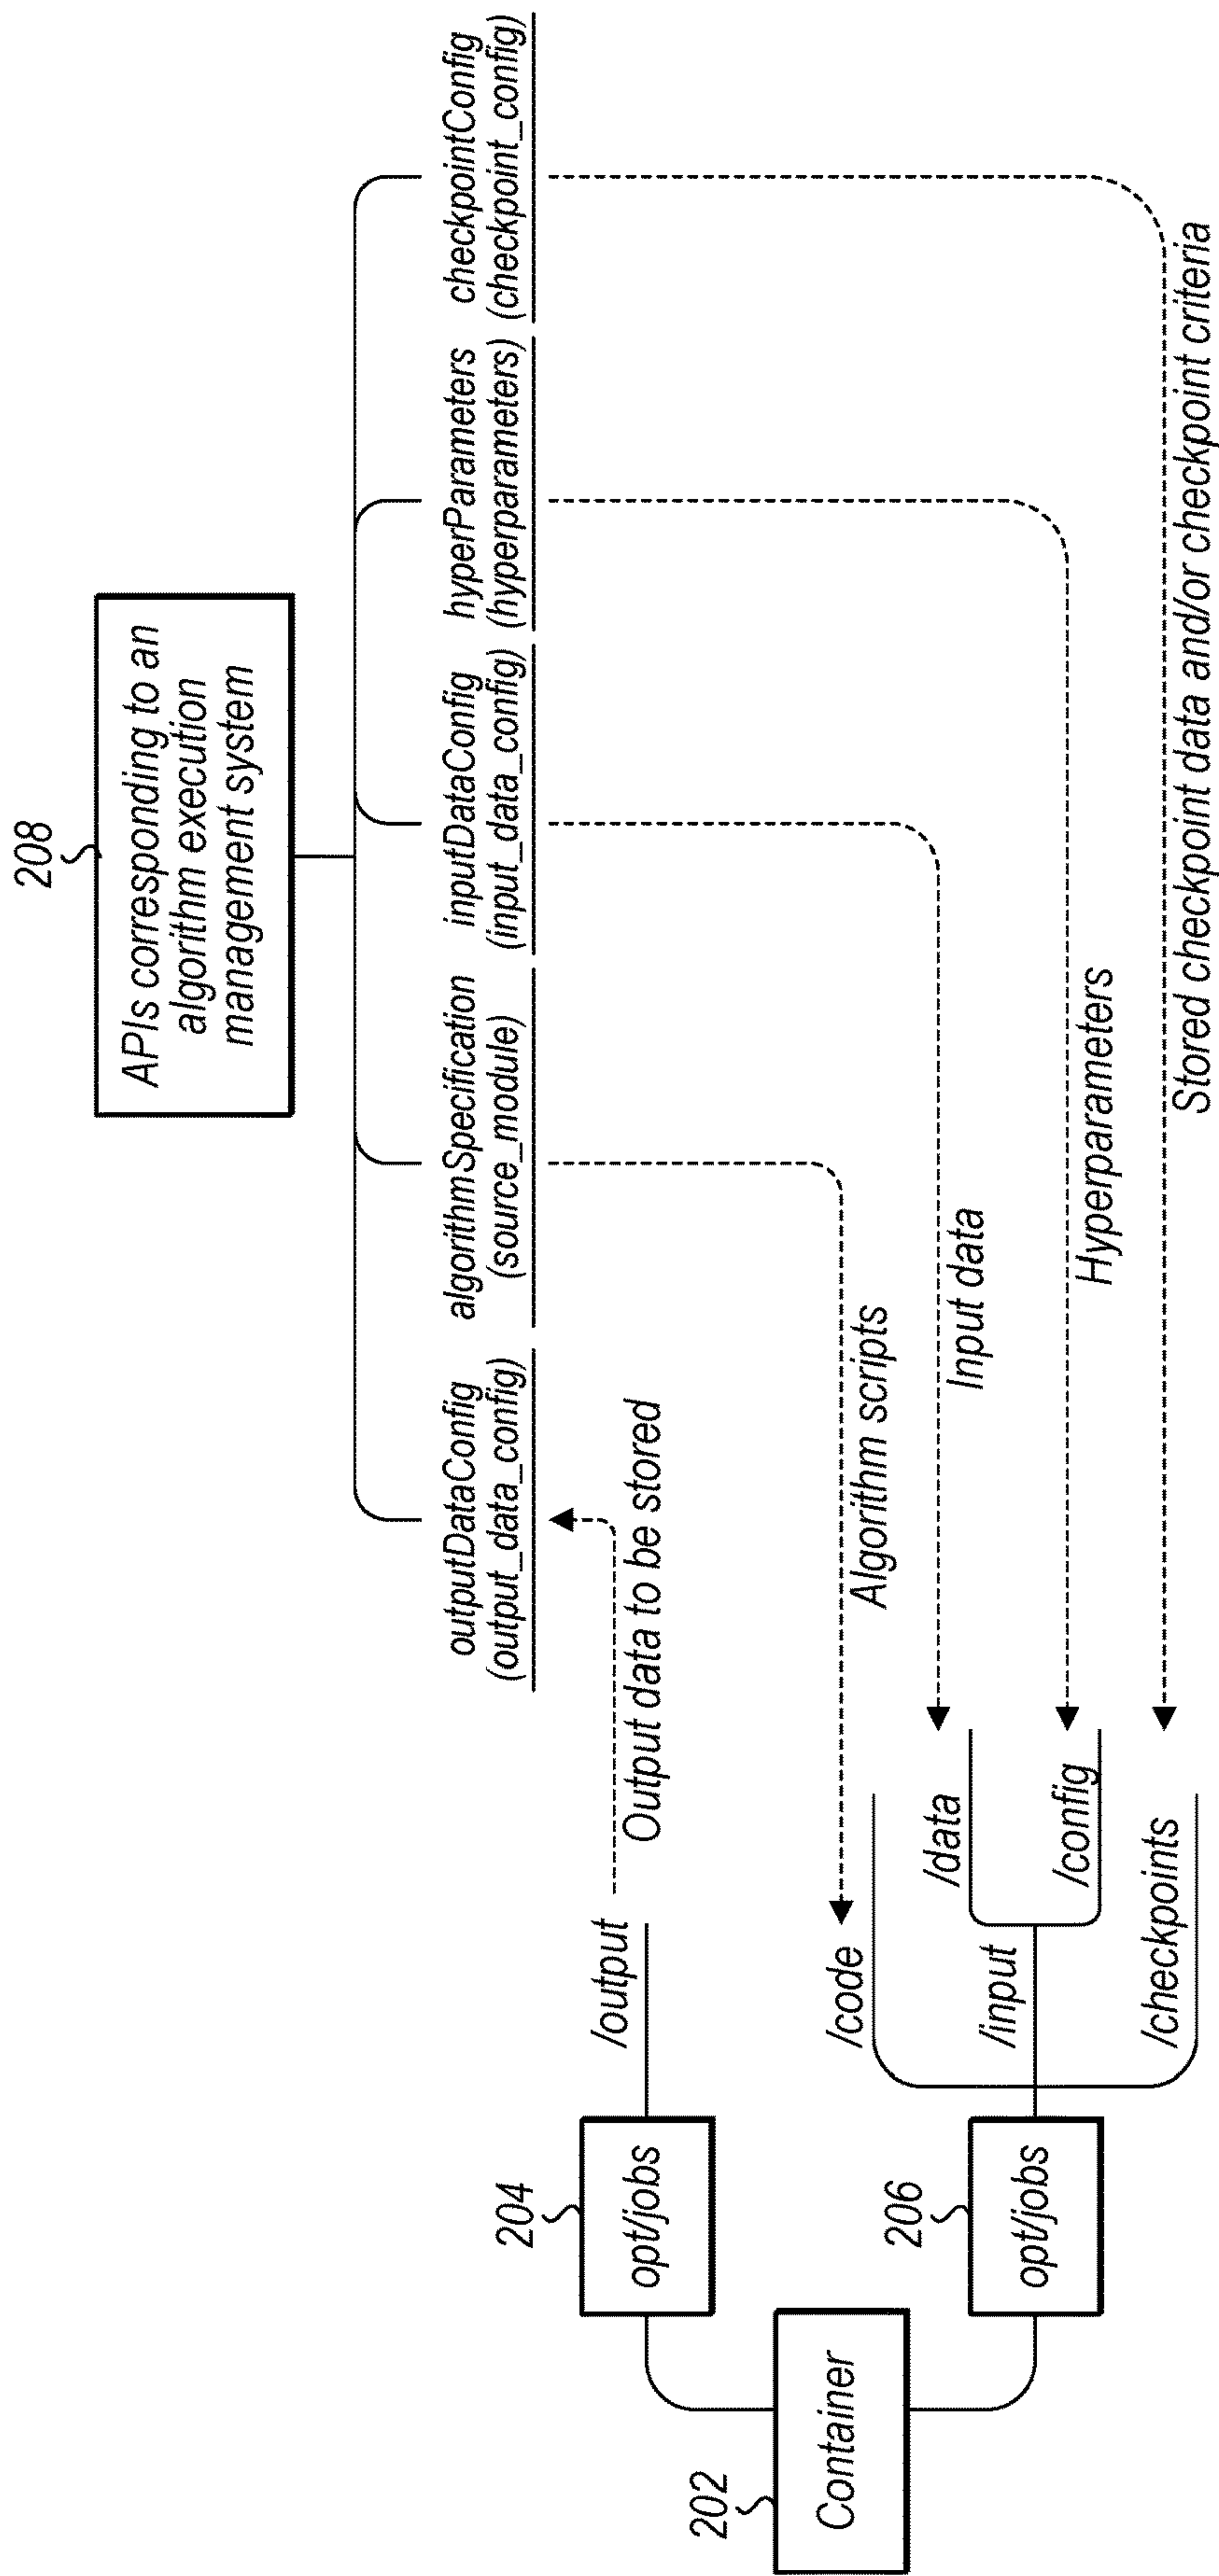 208
APIs corresponding to an
algorithm execution
management system
outputDataConfig
(output_data_config)
algorithmSpecification
(source_module)
inputDataConfig
(input_data_config)
hyperParameters
(hyperparameters)
checkpointConfig
(checkpoint_config)
204
opt/jobs
/output
Output data to be stored
202
Container
206
opt/jobs
/code
Algorithm scripts
/data
Input data
/input
/config
Hyperparameters
/checkpoints
Stored checkpoint data and/or checkpoint criteria